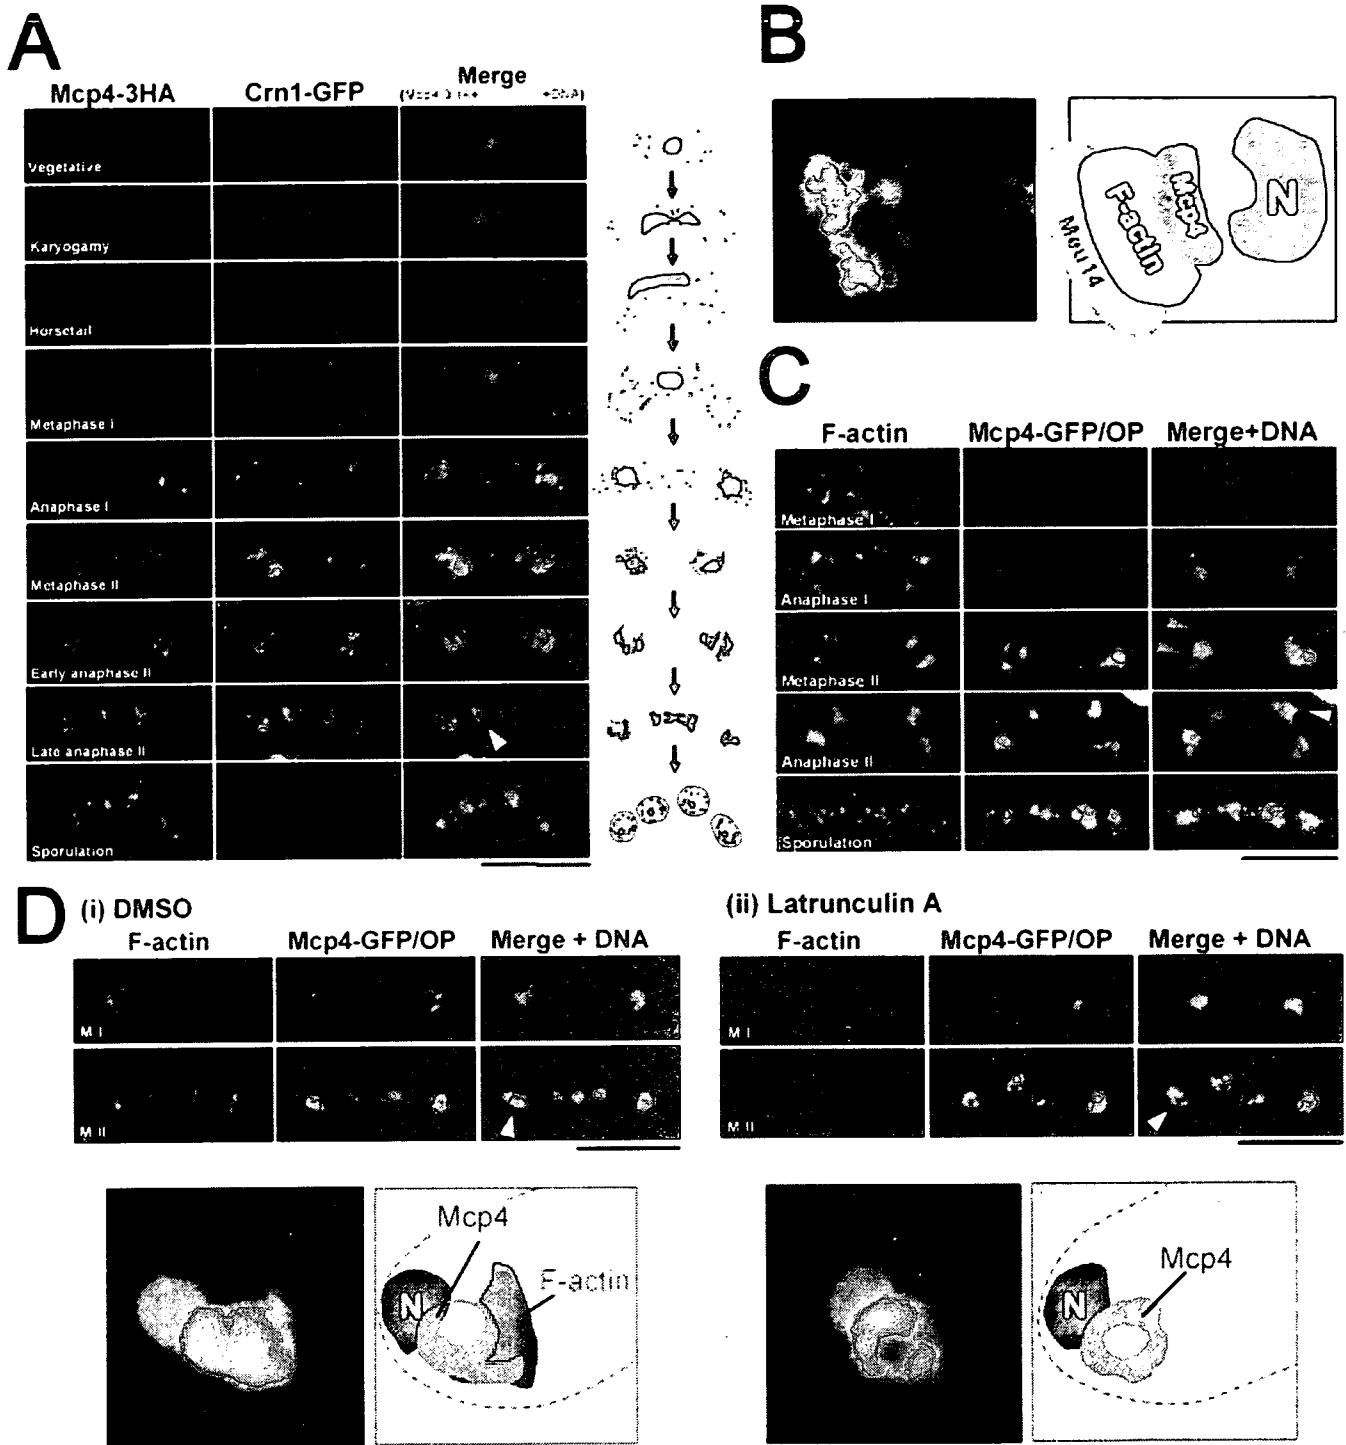 A
Mcp4-3HA Crn1-GFP Merge
+DNA)
Vegetative
Karyogamy
Horsetail
Metaphase I
Anaphase I
Metaphase II
Early anaphase II
Late anaphase II
Sporulation
B
F-actin
Mcp4
N
Meu14
C
F-actin Mcp4-GFP/OP Merge+DNA
Metaphase I
Anaphase I
Metaphase II
Anaphase II
Sporulation
D
(i) DMSO
F-actin Mcp4-GFP/OP Merge + DNA
M I
M II
Mcp4
F-actin
N
(ii) Latrunculin A
F-actin Mcp4-GFP/OP Merge + DNA
M I
M II
Mcp4
N